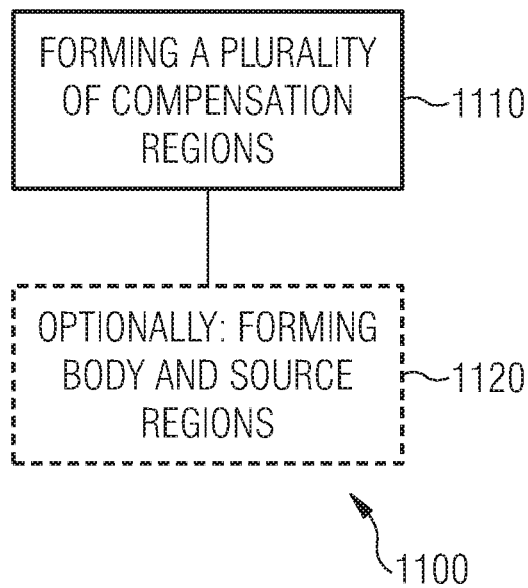 FORMING A PLURALITY
OF COMPENSATION
REGIONS
1110
OPTIONALLY: FORMING
BODY AND SOURCE
REGIONS
1120
1100